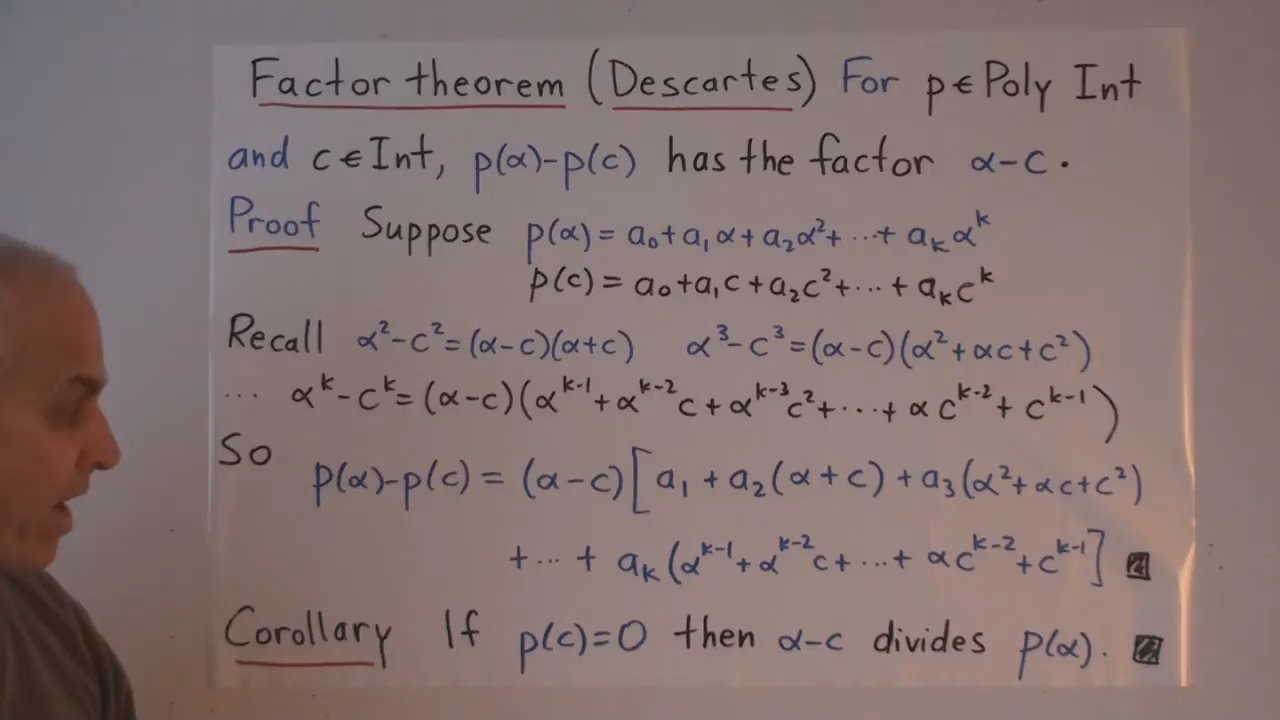 Factor theorem (Descartes) For p∈Poly Int
and c∈Int, p(α)-p(c) has the factor α-c.
Proof Suppose p(α)=a₀+a₁α+a₂α²+⋯+aₖαᵏ
p(c)=a₀+a₁c+a₂c²+⋯+aₖcᵏ
Recall α²-c²=(α-c)(α+c) α³-c³=(α-c)(α²+αc+c²)
⋯ αᵏ-cᵏ=(α-c)(αᵏ⁻¹+αᵏ⁻²c+αᵏ⁻³c²+⋯+αcᵏ⁻²+cᵏ⁻¹)
So
p(α)-p(c)=(α-c)[a₁+a₂(α+c)+a₃(α²+αc+c²)
+⋯+aₖ(αᵏ⁻¹+αᵏ⁻²c+⋯+αcᵏ⁻²+cᵏ⁻¹]
Corollary If p(c)=0 then α-c divides p(α).